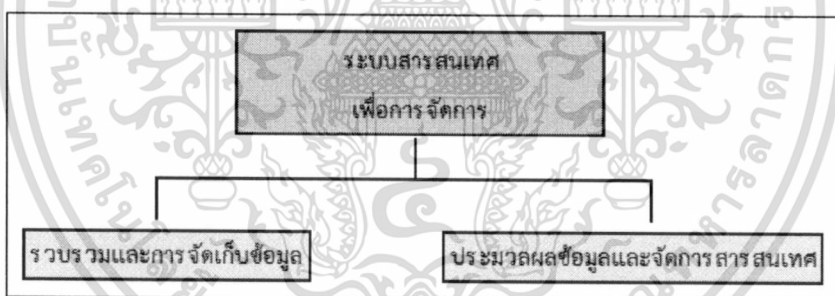 ระบบสารสนเทศ
เพื่อการจัดการ
รวบรวมและการจัดเก็บข้อมูล
ประมวลผลข้อมูลและจัดการสารสนเทศ